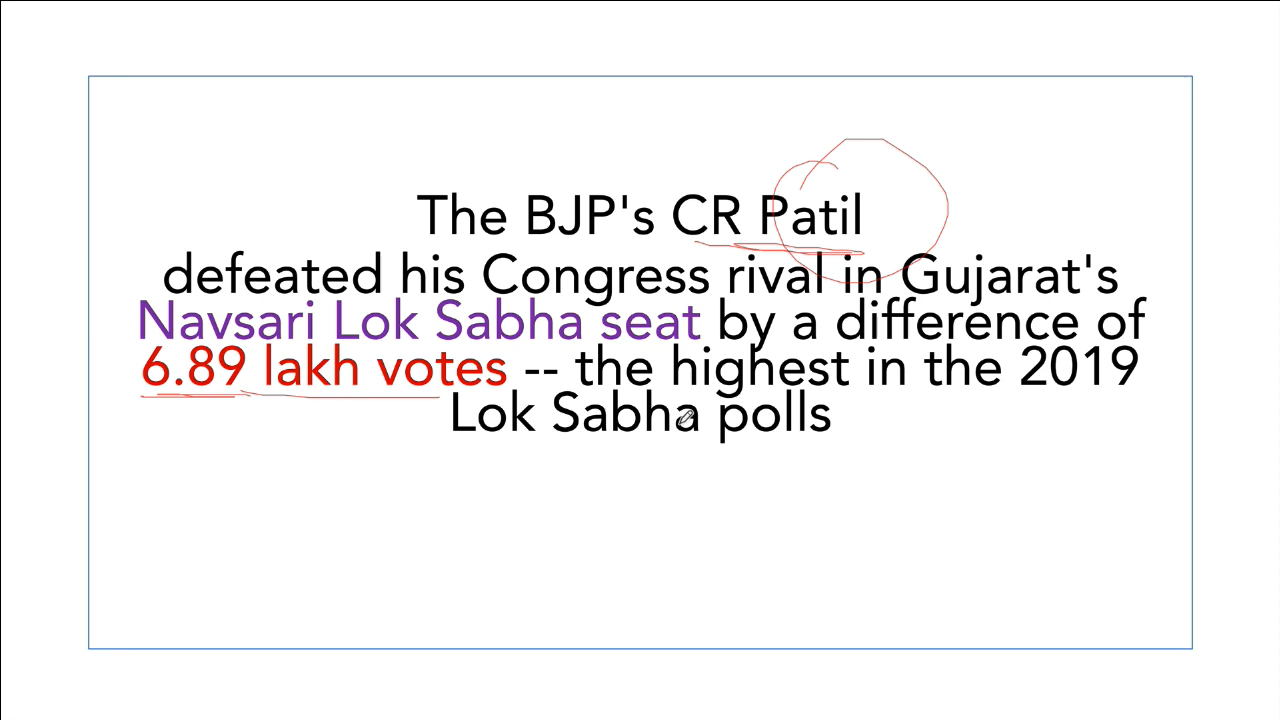 The BJP's CR Patil
defeated his Congress rival in Gujarat's
Navsari Lok Sabha seat by a difference of
6.89 lakh votes -- the highest in the 2019
Lok Sabha polls